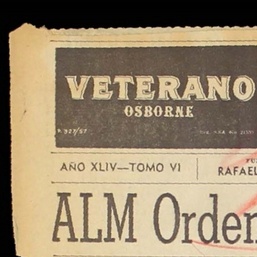 VETERANO
OSBORNE
AÑO XLIV—TOMO VI
RAFAEL
ALM Orden